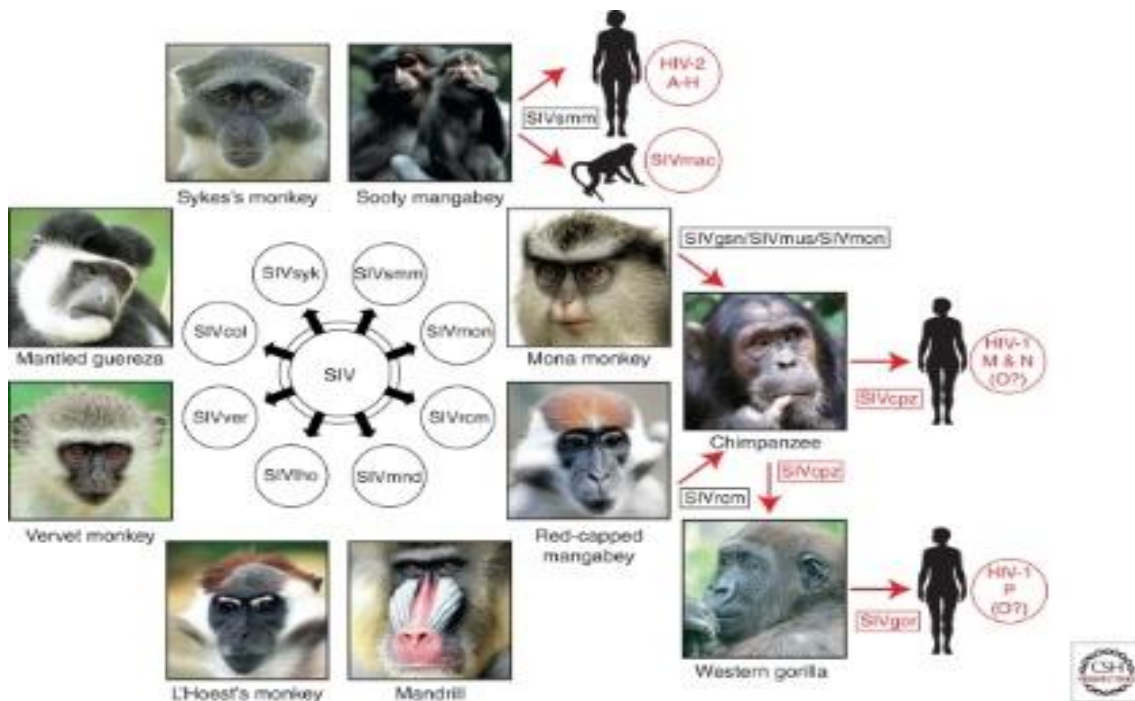 HIV-2
A-H
SIVsmm
SIVmac
Sykes's monkey
Sooty mangabey
SIVgsn/SIVmus/SIVmon
SIVsyk
SIVsmm
SIVcol
SIVmon
Mantled guereza
Mona monkey
SIV
HIV-1
M & N
(O?)
SIVcpz
SIVver
SIVrcm
Chimpanzee
SIVlho
SIVmnd
SIVcpz
SIVrcm
Vervet monkey
Red-capped
mangabey
HIV-1
P
(O?)
SIVgor
L'Hoest's monkey
Mandrill
Western gorilla
CSH